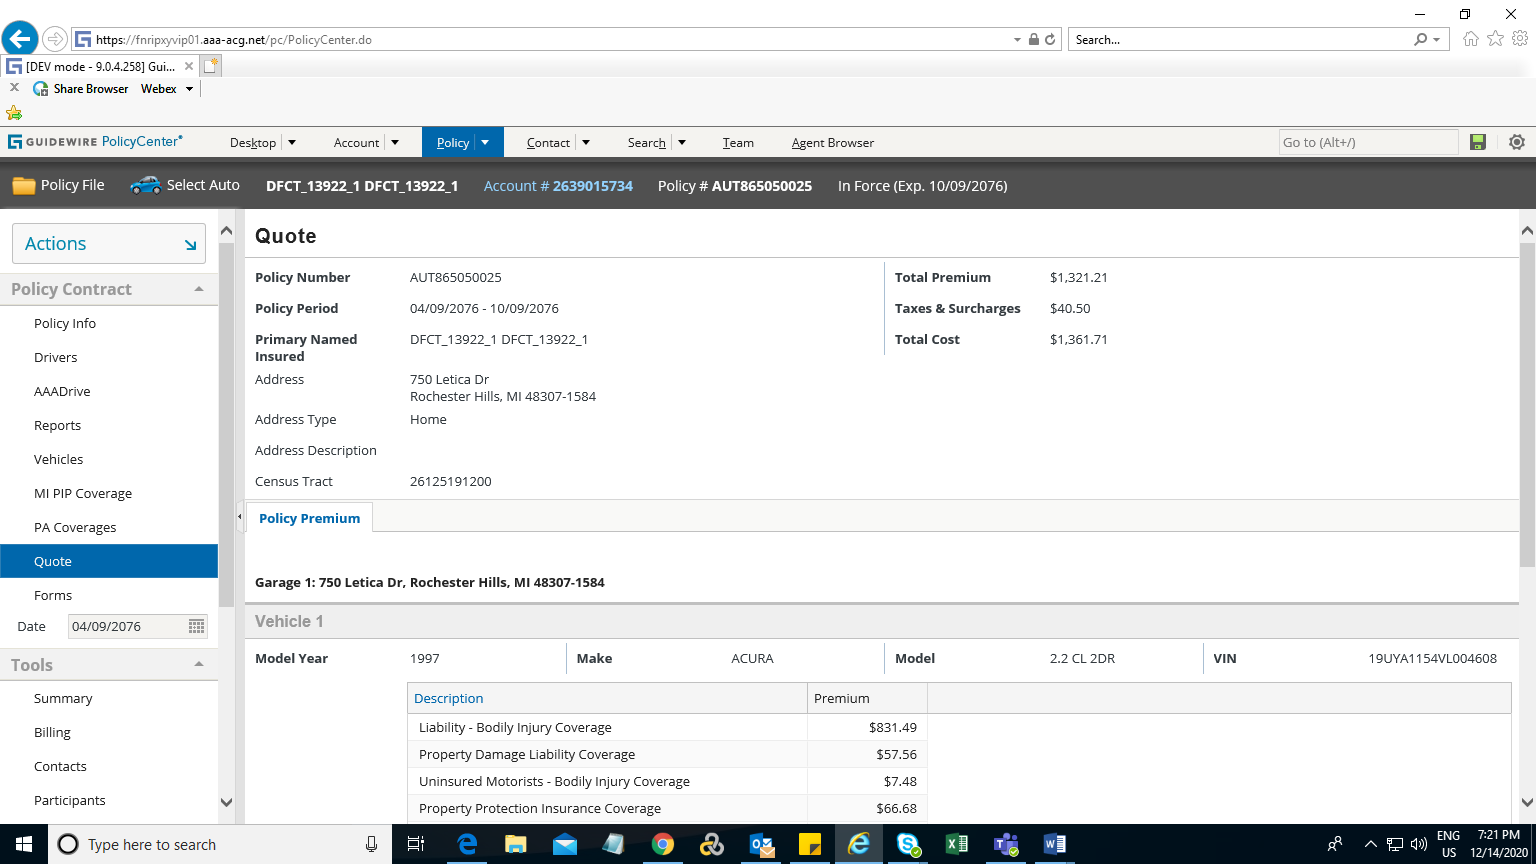 https://fnripxyvip01.aaa-acg.net/pc/PolicyCenter.do
Search...
[DEV mode - 9.0.4.258] Gui...
Share Browser Webex
GUIDEWIRE PolicyCenter®
Desktop Account Policy Contact Search Team Agent Browser
Go to (Alt+/)
Policy File Select Auto DFCT_13922_1 DFCT_13922_1 Account # 2639015734 Policy # AUT865050025 In Force (Exp. 10/09/2076)
Actions
Policy Contract
Policy Info
Drivers
AAADrive
Reports
Vehicles
MI PIP Coverage
PA Coverages
Quote
Forms
Date 04/09/2076
Tools
Summary
Billing
Contacts
Participants
Quote
Policy Number AUT865050025
Policy Period 04/09/2076 - 10/09/2076
Primary Named Insured DFCT_13922_1 DFCT_13922_1
Address 750 Letica Dr
Rochester Hills, MI 48307-1584
Address Type Home
Address Description
Census Tract 26125191200
Total Premium $1,321.21
Taxes & Surcharges $40.50
Total Cost $1,361.71
Policy Premium
Garage 1: 750 Letica Dr, Rochester Hills, MI 48307-1584
Vehicle 1
Model Year 1997 Make ACURA Model 2.2 CL 2DR VIN 19UYA1154VL004608
Description Premium
Liability - Bodily Injury Coverage $831.49
Property Damage Liability Coverage $57.56
Uninsured Motorists - Bodily Injury Coverage $7.48
Property Protection Insurance Coverage $66.68
Type here to search
ENG
US
7:21 PM
12/14/2020